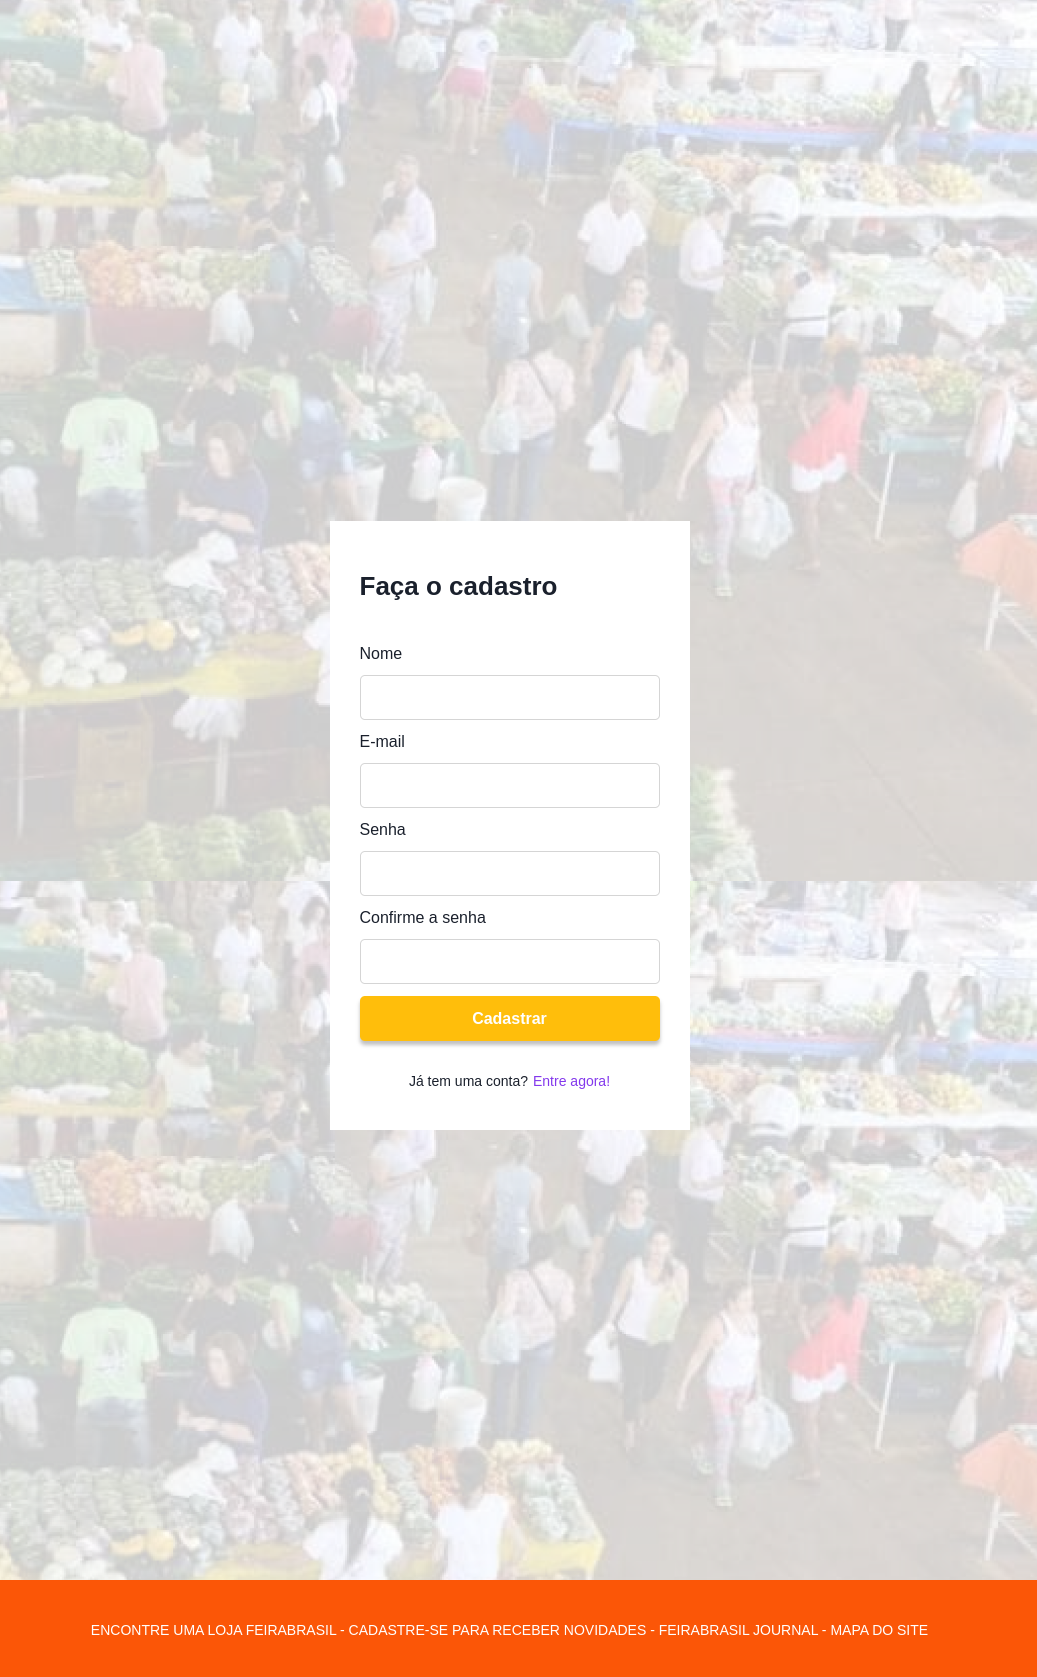 Faça o cadastro
Nome
E-mail
Senha
Confirme a senha
Cadastrar
Já tem uma conta? Entre agora!
ENCONTRE UMA LOJA FEIRABRASIL - CADASTRE-SE PARA RECEBER NOVIDADES - FEIRABRASIL JOURNAL - MAPA DO SITE